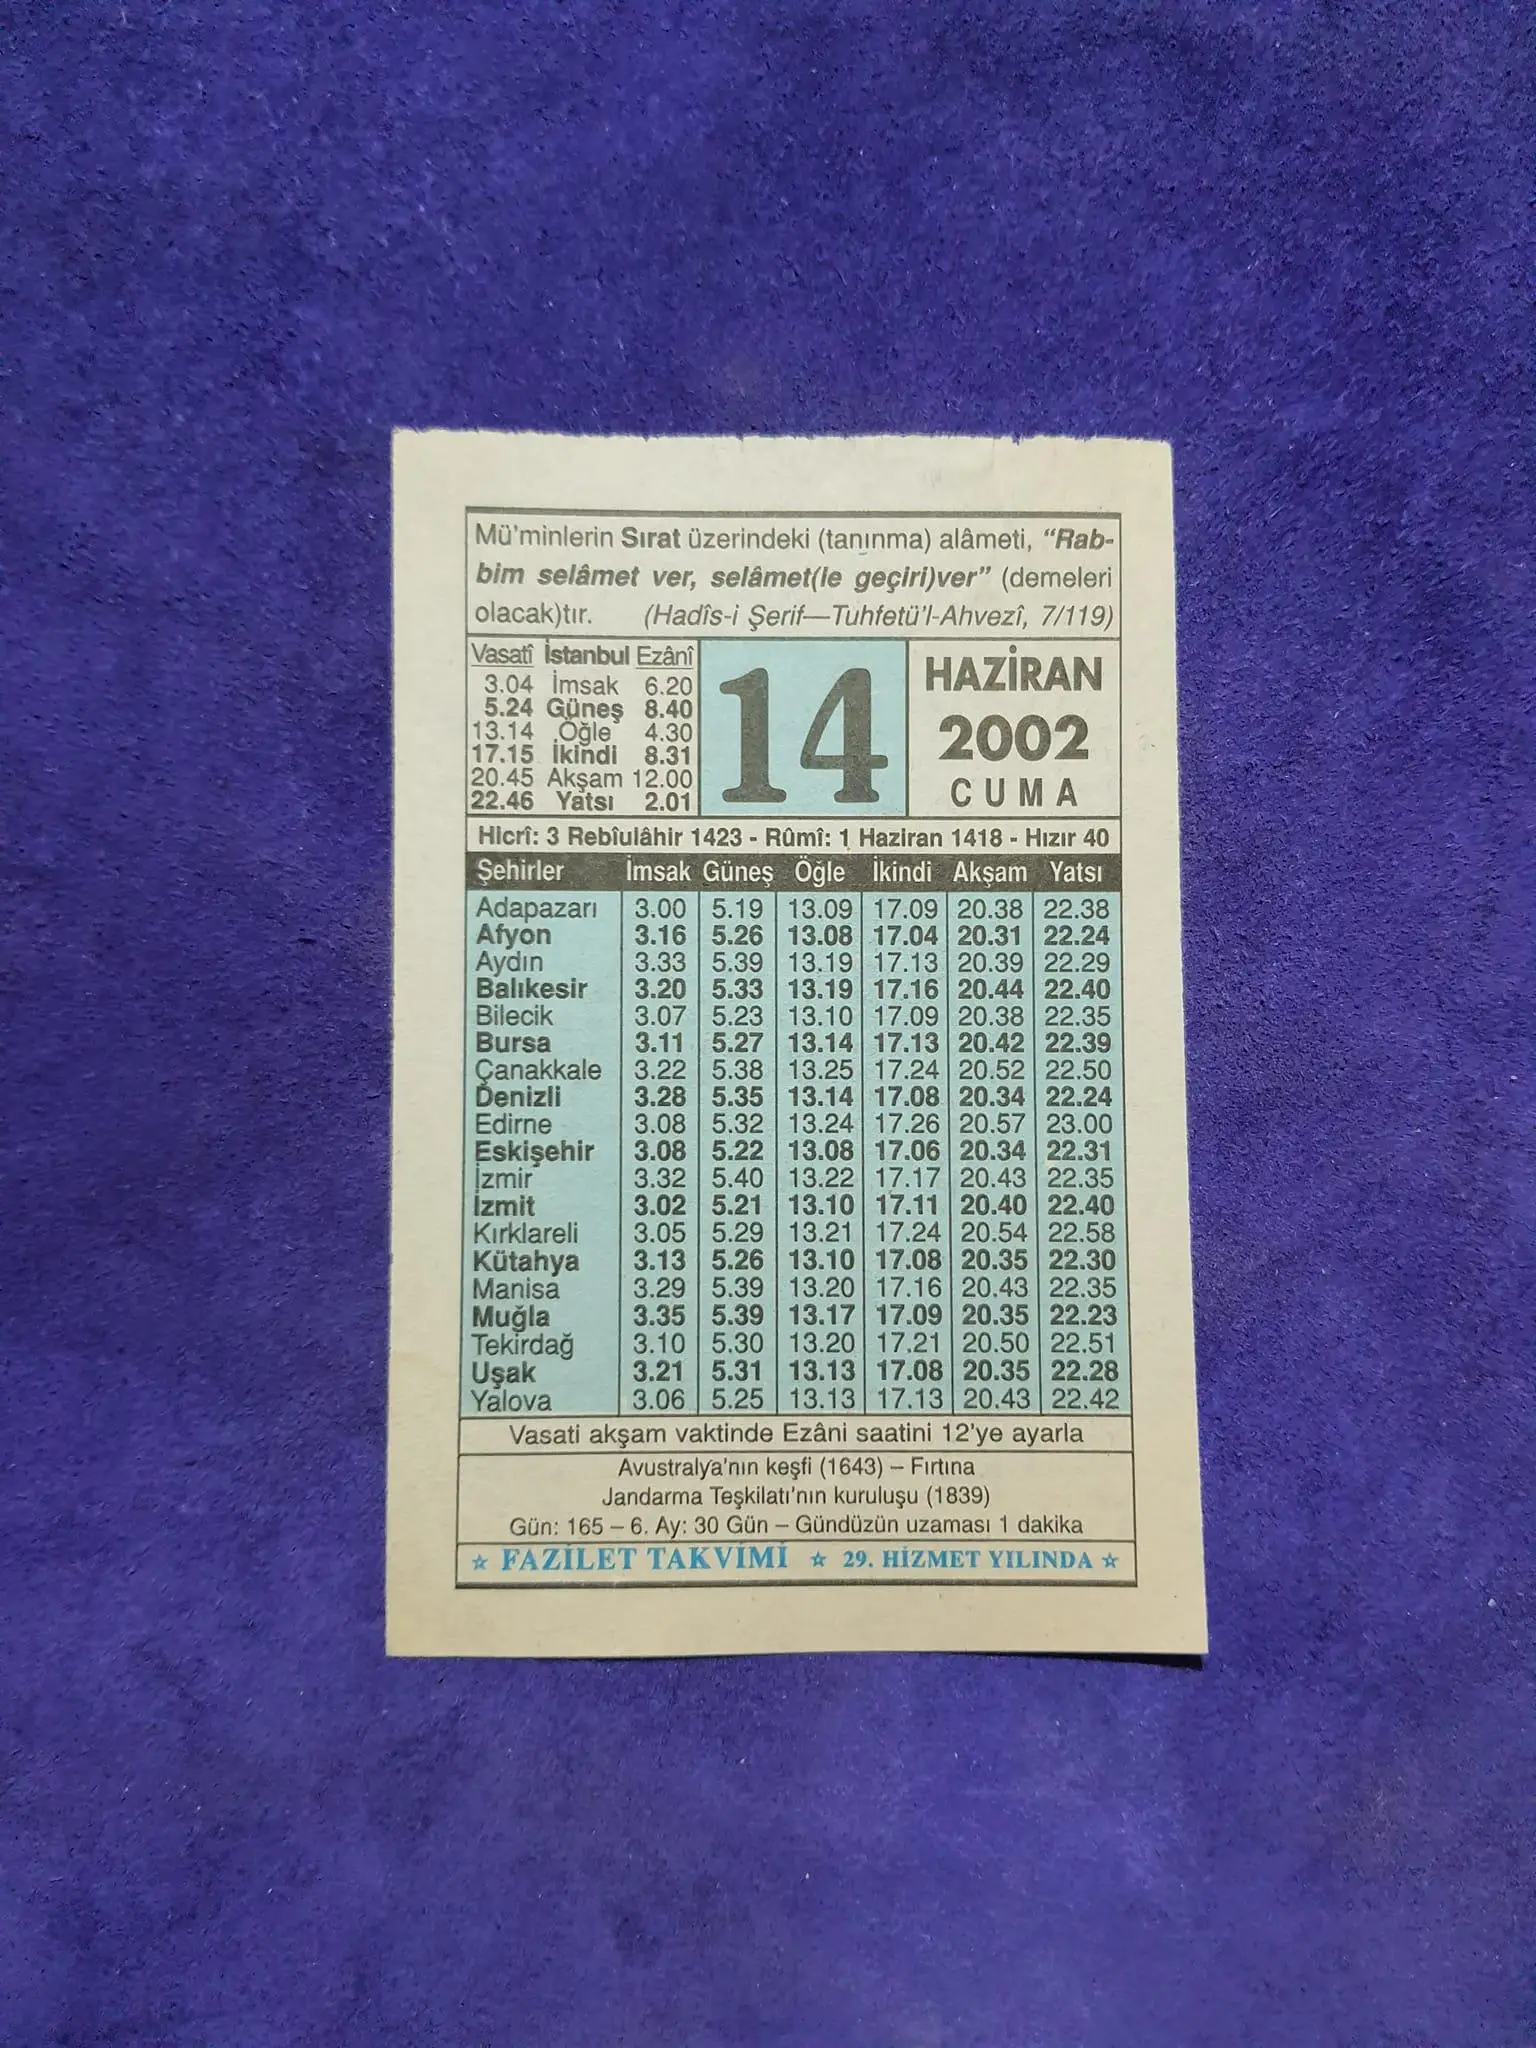 Mü'minlerin Sırat üzerindeki (tanınma) alâmeti, “Rab-
bim selâmet ver, selâmet(le geçiri)ver” (demeleri
olacak)tır. (Hadîs-i Şerif—Tuhfetü'l-Ahvezî, 7/119)
Vasatî İstanbul Ezânî
3.04 İmsak 6.20
5.24 Güneş 8.40
13.14 Öğle 4.30
17.15 İkindi 8.31
20.45 Akşam 12.00
22.46 Yatsı 2.01
14
HAZİRAN
2002
CUMA
Hicrî: 3 Rebîulâhir 1423 - Rûmî: 1 Haziran 1418 - Hızır 40
Şehirler İmsak Güneş Öğle İkindi Akşam Yatsı
Adapazarı 3.00 5.19 13.09 17.09 20.38 22.38
Afyon 3.16 5.26 13.08 17.04 20.31 22.24
Aydın 3.33 5.39 13.19 17.13 20.39 22.29
Balıkesir 3.20 5.33 13.19 17.16 20.44 22.40
Bilecik 3.07 5.23 13.10 17.09 20.38 22.35
Bursa 3.11 5.27 13.14 17.13 20.42 22.39
Çanakkale 3.22 5.38 13.25 17.24 20.52 22.50
Denizli 3.28 5.35 13.14 17.08 20.34 22.24
Edirne 3.08 5.32 13.24 17.26 20.57 23.00
Eskişehir 3.08 5.22 13.08 17.06 20.34 22.31
İzmir 3.32 5.40 13.22 17.17 20.43 22.35
İzmit 3.02 5.21 13.10 17.11 20.40 22.40
Kırklareli 3.05 5.29 13.21 17.24 20.54 22.58
Kütahya 3.13 5.26 13.10 17.08 20.35 22.30
Manisa 3.29 5.39 13.20 17.16 20.43 22.35
Muğla 3.35 5.39 13.17 17.09 20.35 22.23
Tekirdağ 3.10 5.30 13.20 17.21 20.50 22.51
Uşak 3.21 5.31 13.13 17.08 20.35 22.28
Yalova 3.06 5.25 13.13 17.13 20.43 22.42
Vasati akşam vaktinde Ezâni saatini 12'ye ayarla
Avustralya'nın keşfi (1643) – Fırtına
Jandarma Teşkilatı'nın kuruluşu (1839)
Gün: 165 – 6. Ay: 30 Gün – Gündüzün uzaması 1 dakika
☆ FAZİLET TAKVİMİ ☆ 29. HİZMET YILINDA ☆